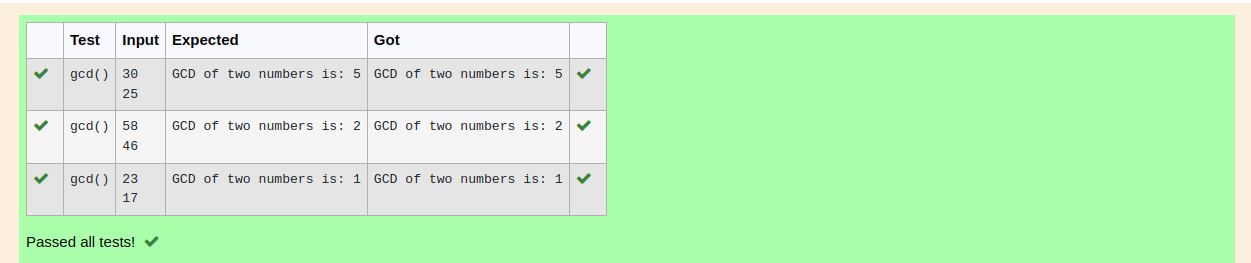 Test Input Expected Got
gcd() 30 GCD of two numbers is: 5 GCD of two numbers is: 5
25
gcd() 58 GCD of two numbers is: 2 GCD of two numbers is: 2
46
gcd() 23 GCD of two numbers is: 1 GCD of two numbers is: 1
17
Passed all tests!